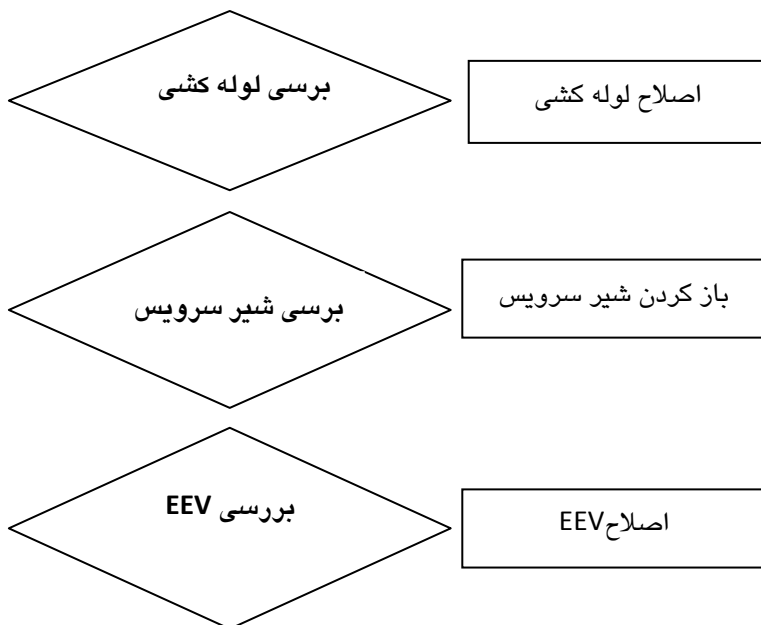 برسی لوله کشی
اصلاح لوله کشی
برسی شیر سرویس
باز کردن شیر سرویس
بررسی EEV
اصلاحEEV